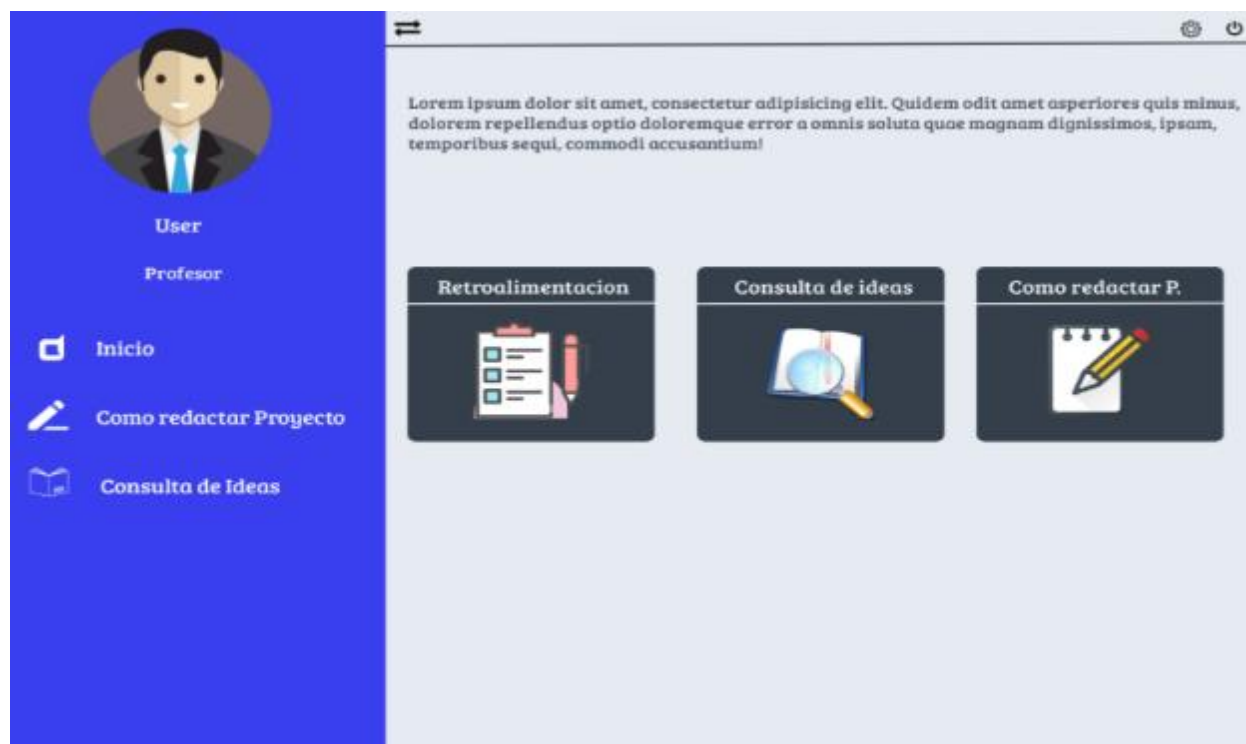 User
Profesor
Inicio
Como redactar Proyecto
Consulta de Ideas
Lorem ipsum dolor sit amet, consectetur adipisicing elit. Quidem odit amet asperiores quis minus,
dolorem repellendus optio doloremque error a omnis soluta quae magnam dignissimos, ipsam,
temporibus sequi, commodi accusantium!
Retroalimentacion
Consulta de ideas
Como redactar P.